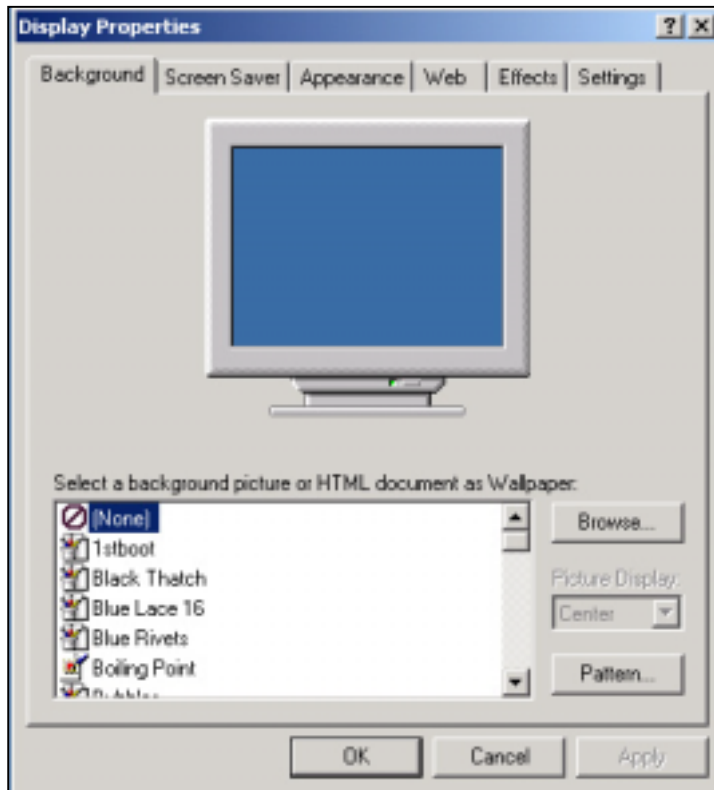 Display Properties
Background Screen Saver Appearance Web Effects Settings
Select a background picture or HTML document as Wallpaper:
(None)
1stboot
Black Thatch
Blue Lace 16
Blue Rivets
Boiling Point
Browse...
Picture Display:
Center
Pattern...
OK Cancel Apply